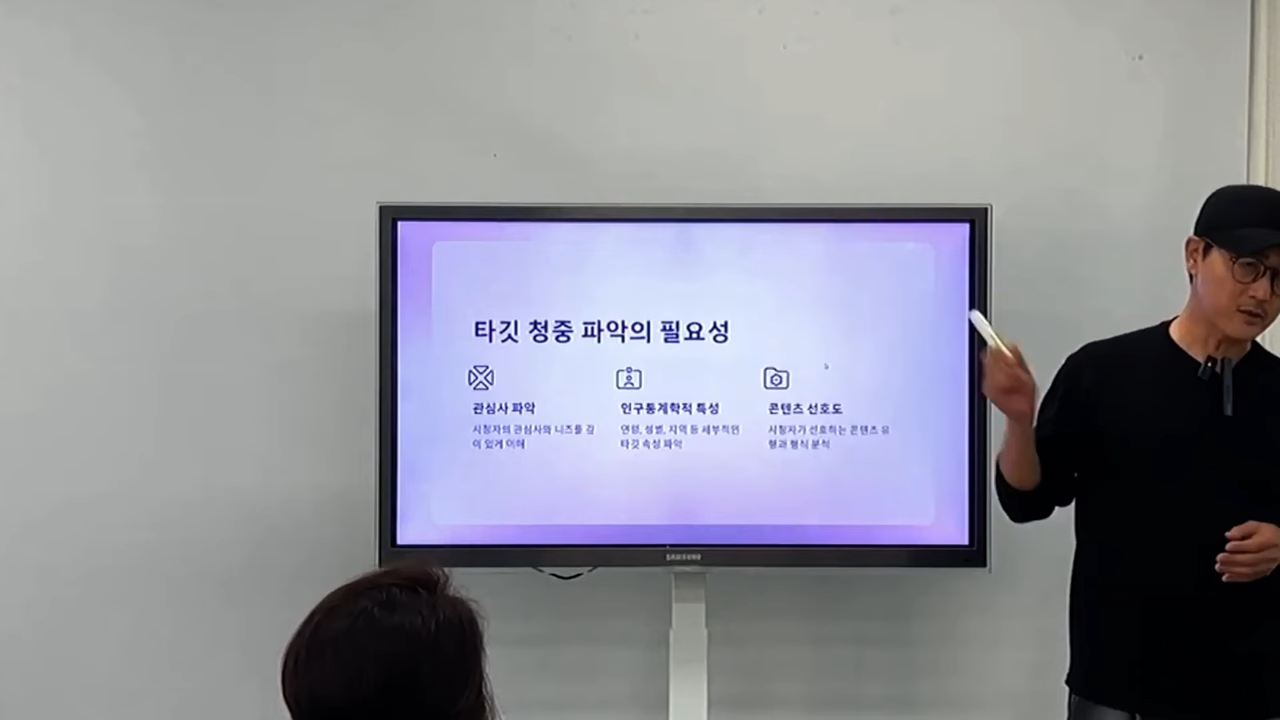 타깃 청중 파악의 필요성
관심사 파악
시청자의 관심사와 니즈를 깊
이 있게 이해
인구통계학적 특성
연령, 성별, 지역 등 세부적인
타깃 속성 파악
콘텐츠 선호도
시청자가 선호하는 콘텐츠 유
형과 형식 분석
SAMSUNG